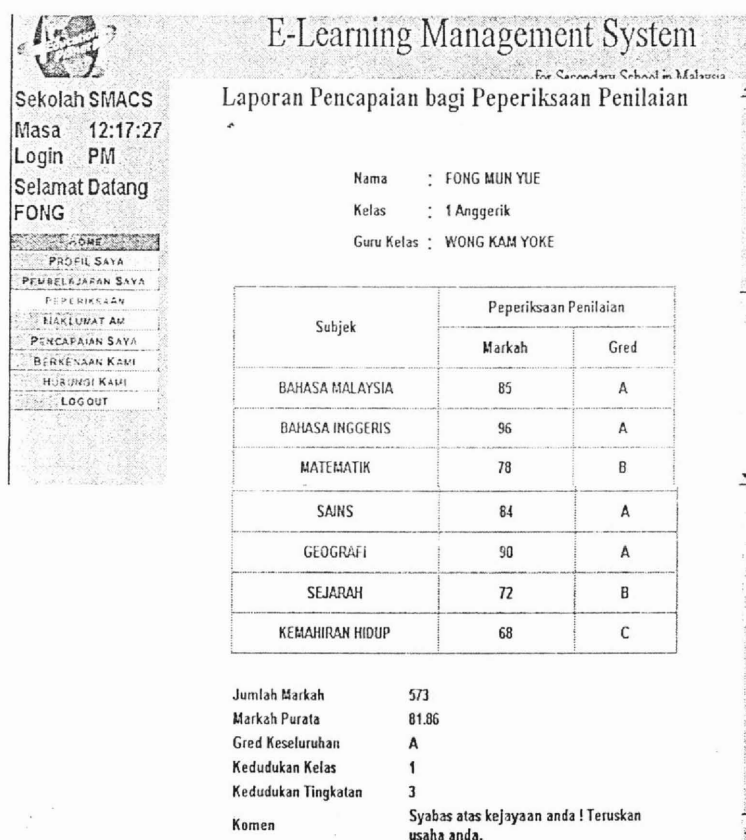 E-Learning Management System
For Secondary School in Malaysia
Sekolah SMACS
Masa 12:17:27
Login PM
Selamat Datang
FONG
HOME
PROFIL SAYA
PEMBELAJARAN SAYA
PEPERIKSAAN
MAKLUMAT AM
PENCAPAIAN SAYA
BERKENAAN KAMI
HUBUNGI KAMI
LOGOUT
Laporan Pencapaian bagi Peperiksaan Penilaian
Nama : FONG MUN YUE
Kelas : 1 Anggerik
Guru Kelas : WONG KAM YOKE
Subjek Peperiksaan Penilaian
Markah Gred
BAHASA MALAYSIA 85 A
BAHASA INGGERIS 96 A
MATEMATIK 78 B
SAINS 84 A
GEOGRAFI 90 A
SEJARAH 72 B
KEMAHIRAN HIDUP 68 C
Jumlah Markah 573
Markah Purata 81.86
Gred Keseluruhan A
Kedudukan Kelas 1
Kedudukan Tingkatan 3
Komen Syabas atas kejayaan anda ! Teruskan
usaha anda.